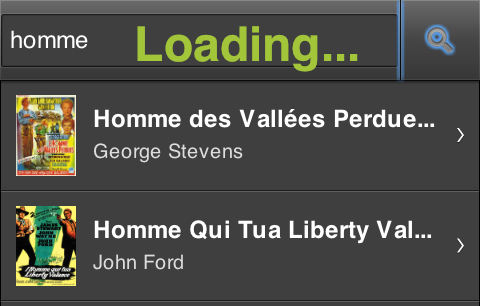 homme
Loading...
Homme des Vallées Perdue...
George Stevens
Homme Qui Tua Liberty Val...
John Ford